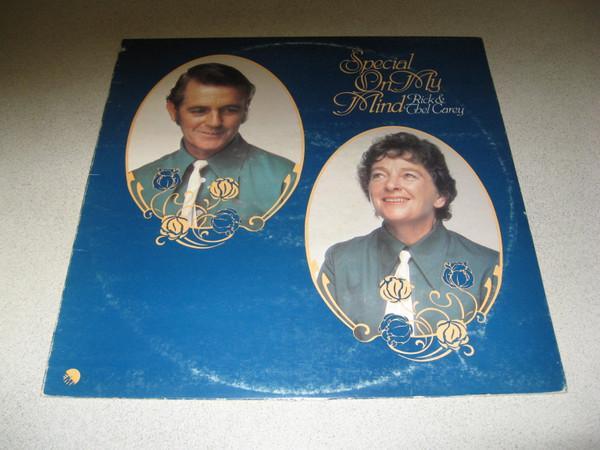 Special
On My
Mind Rick &
Thel Carey